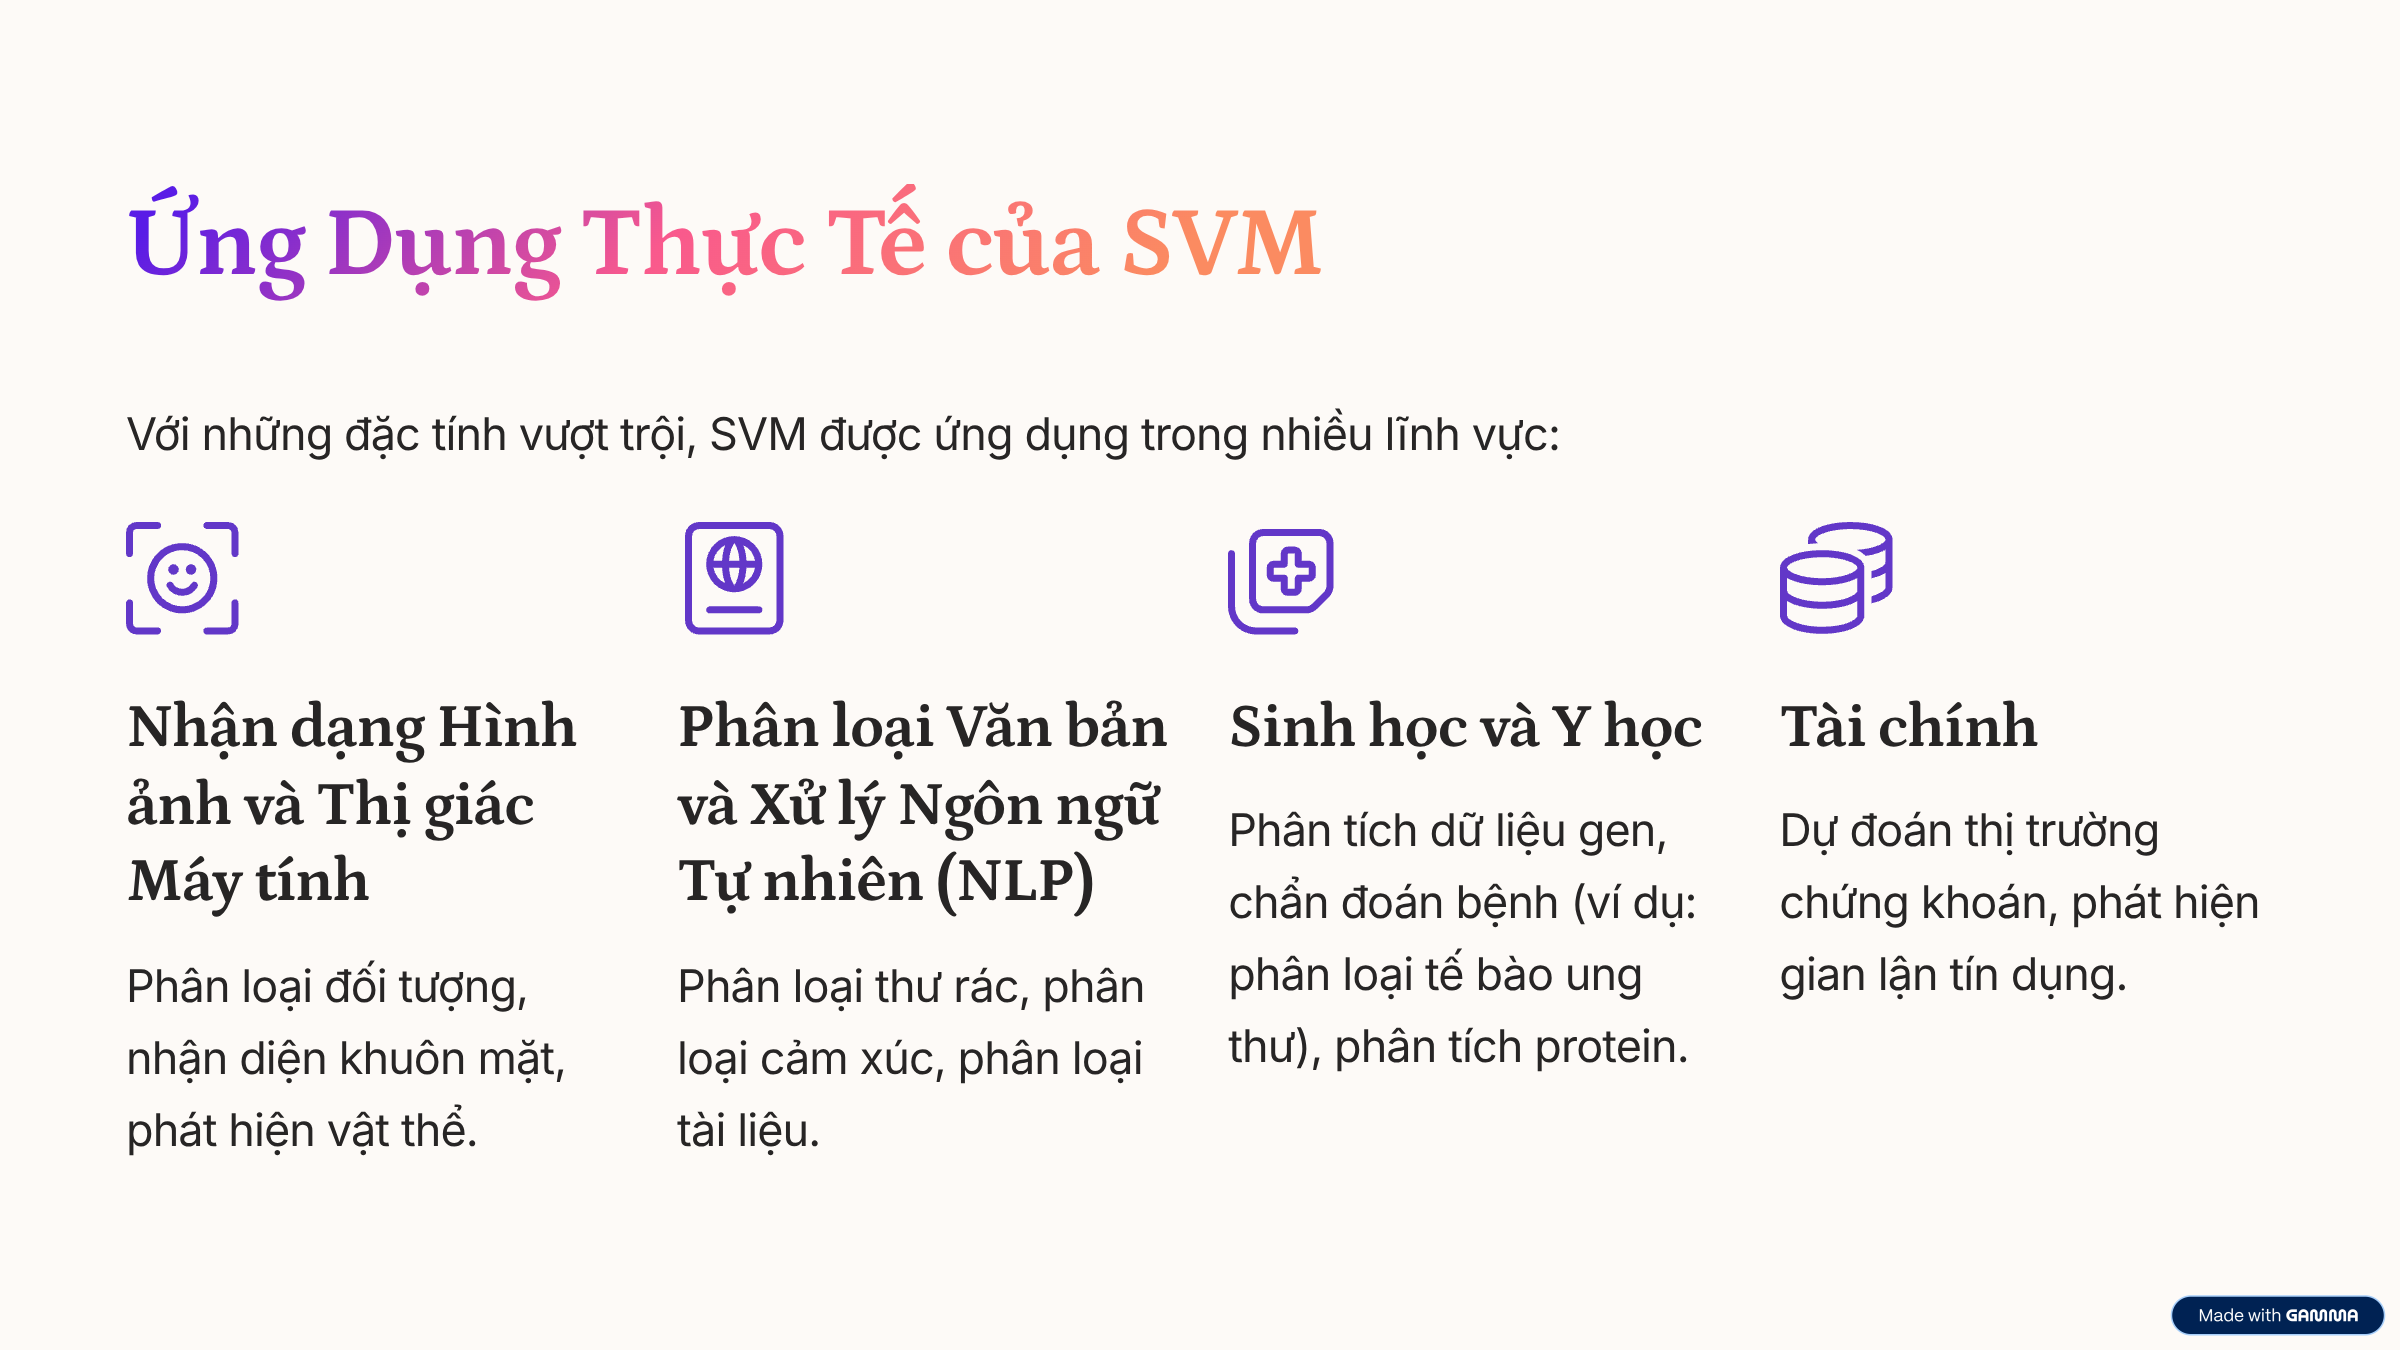 Ứng Dụng Thực Tế của SVM
Với những đặc tính vượt trội, SVM được ứng dụng trong nhiều lĩnh vực:
Nhận dạng Hình
ảnh và Thị giác
Máy tính
Phân loại đối tượng,
nhận diện khuôn mặt,
phát hiện vật thể.
Phân loại Văn bản
và Xử lý Ngôn ngữ
Tự nhiên (NLP)
Phân loại thư rác, phân
loại cảm xúc, phân loại
tài liệu.
Sinh học và Y học
Phân tích dữ liệu gen,
chẩn đoán bệnh (ví dụ:
phân loại tế bào ung
thư), phân tích protein.
Tài chính
Dự đoán thị trường
chứng khoán, phát hiện
gian lận tín dụng.
Made with GAMMA